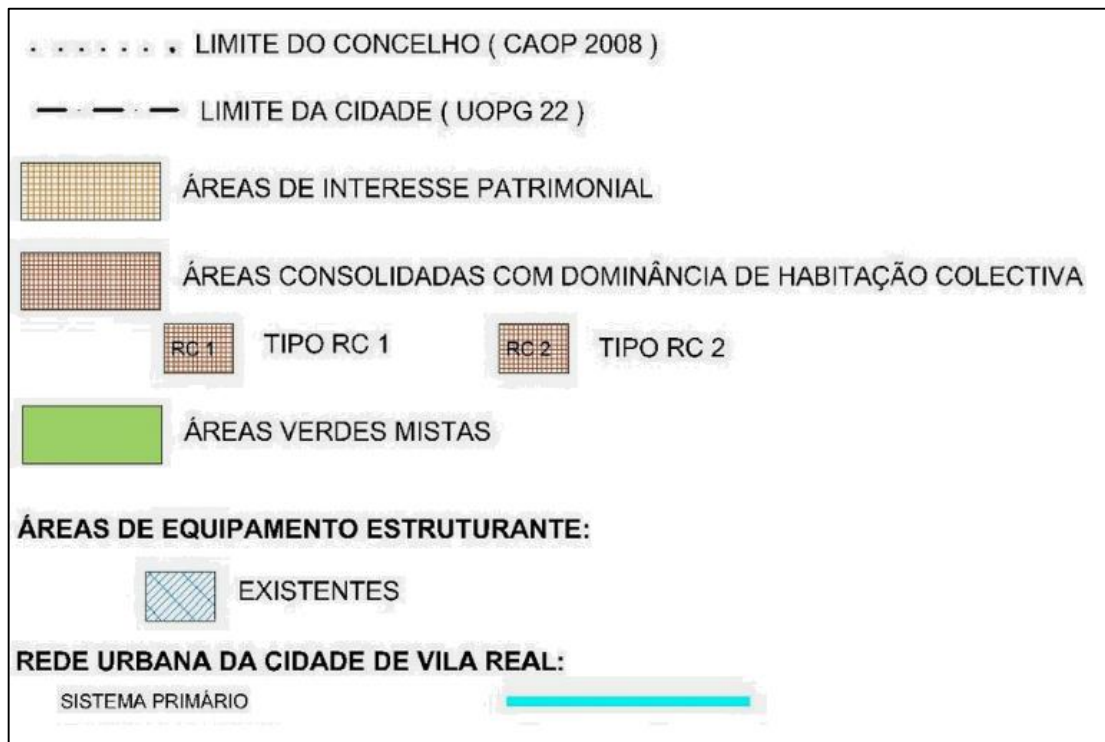 LIMITE DO CONCELHO ( CAOP 2008 )
LIMITE DA CIDADE ( UOPG 22 )
ÁREAS DE INTERESSE PATRIMONIAL
ÁREAS CONSOLIDADAS COM DOMINÂNCIA DE HABITAÇÃO COLECTIVA
RC 1 TIPO RC 1 RC 2 TIPO RC 2
ÁREAS VERDES MISTAS
ÁREAS DE EQUIPAMENTO ESTRUTURANTE:
EXISTENTES
REDE URBANA DA CIDADE DE VILA REAL:
SISTEMA PRIMÁRIO